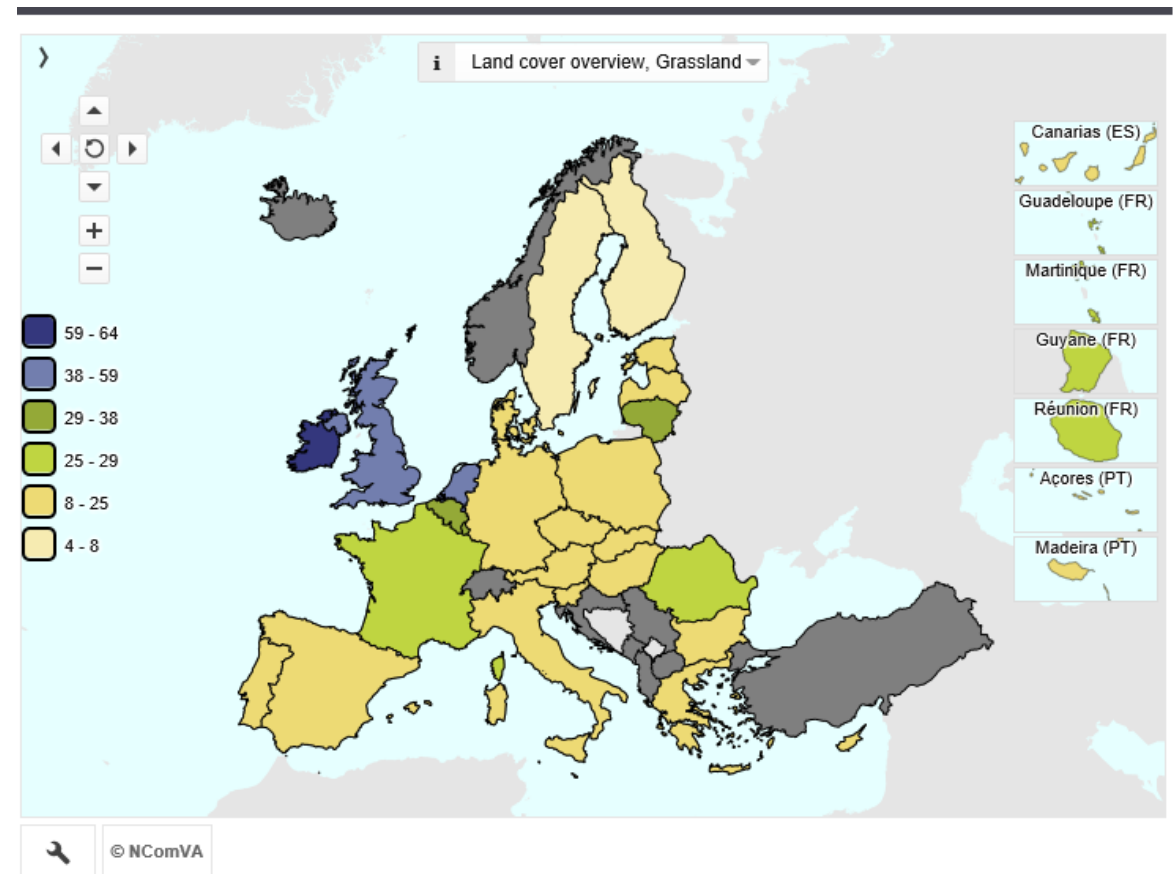 i Land cover overview, Grassland
59 - 64
38 - 59
29 - 38
25 - 29
8 - 25
4 - 8
Canarias (ES)
Guadeloupe (FR)
Martinique (FR)
Guyane (FR)
Réunion (FR)
Açores (PT)
Madeira (PT)
© NComVA